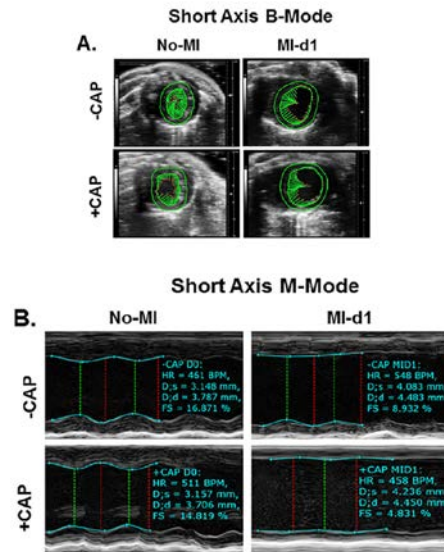 Short Axis B-Mode
A.
No-MI
MI-d1
-CAP
+CAP
Short Axis M-Mode
B.
No-MI
MI-d1
-CAP
-CAP D0:
HR = 461 BPM,
D;s = 3.148 mm,
D;d = 3.787 mm,
FS = 16.871 %
-CAP MID1:
HR = 548 BPM,
D;s = 4.083 mm,
D;d = 4.483 mm,
FS = 8.932 %
+CAP
+CAP D0:
HR = 511 BPM,
D;s = 3.157 mm,
D;d = 3.706 mm,
FS = 14.819 %
+CAP MID1:
HR = 458 BPM,
D;s = 4.236 mm,
D;d = 4.450 mm,
FS = 4.831 %